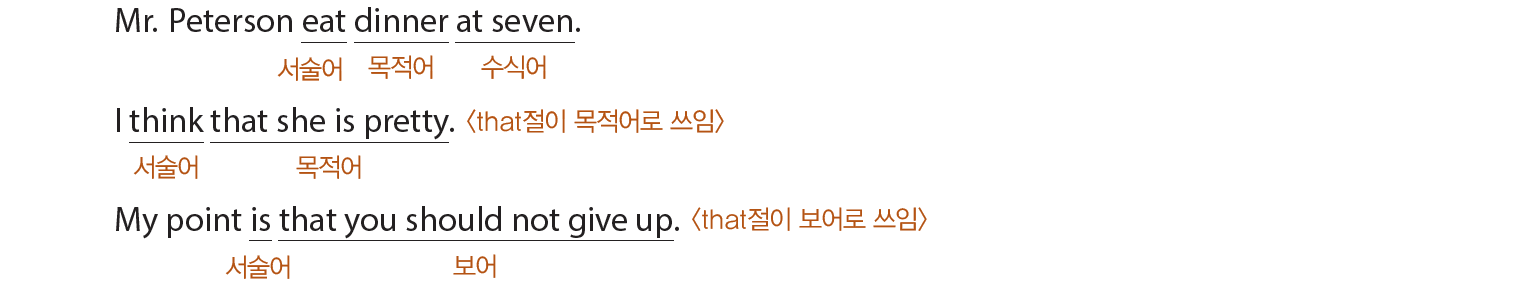 Mr. Peterson eat dinner at seven.
서술어 목적어 수식어
I think that she is pretty. 〈that절이 목적어로 쓰임〉
서술어 목적어
My point is that you should not give up. 〈that절이 보어로 쓰임〉
서술어 보어